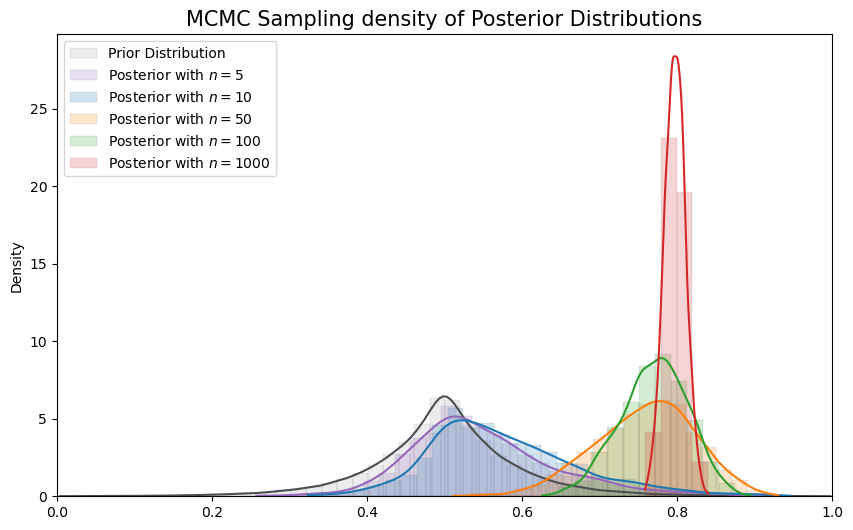 MCMC Sampling density of Posterior Distributions
Prior Distribution
Posterior with n = 5
Posterior with n = 10
Posterior with n = 50
Posterior with n = 100
Posterior with n = 1000
Density
25
20
15
10
5
0
0.0 0.2 0.4 0.6 0.8 1.0